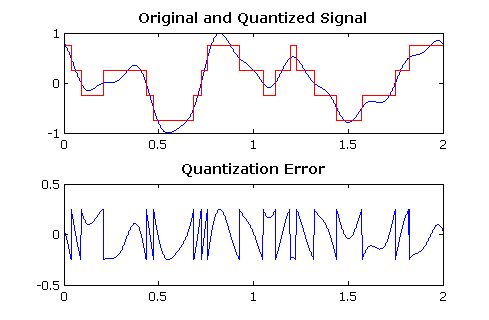 Original and Quantized Signal
1
0
-1
0 0.5 1 1.5 2
Quantization Error
0.5
0
-0.5
0 0.5 1 1.5 2